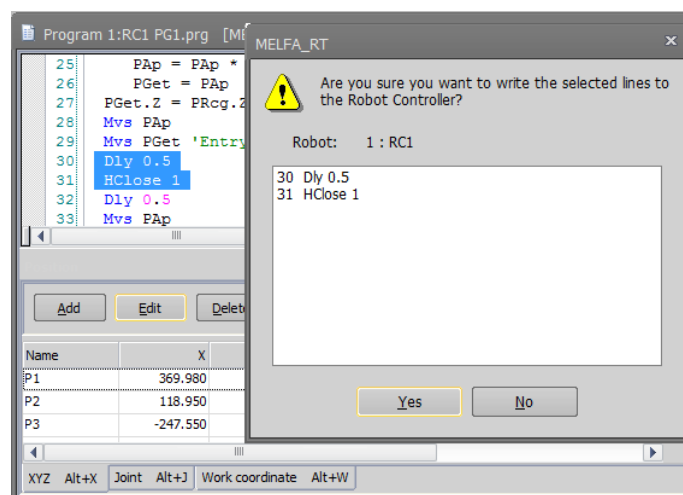 Program 1:RC1 PG1.prg [ME
MELFA_RT
x
25 PAp = PAp *
26 PGet = PAp
27 PGet.Z = PRcg.Z
28 Mvs PAp
29 Mvs PGet 'Entry
30 Dly 0.5
31 HClose 1
32 Dly 0.5
33 Mvs PAp
Are you sure you want to write the selected lines to
the Robot Controller?
Robot: 1 : RC1
30 Dly 0.5
31 HClose 1
Yes
No
Add
Edit
Delet
Name X
P1 369.980
P2 118.950
P3 -247.550
XYZ Alt+X Joint Alt+J Work coordinate Alt+W